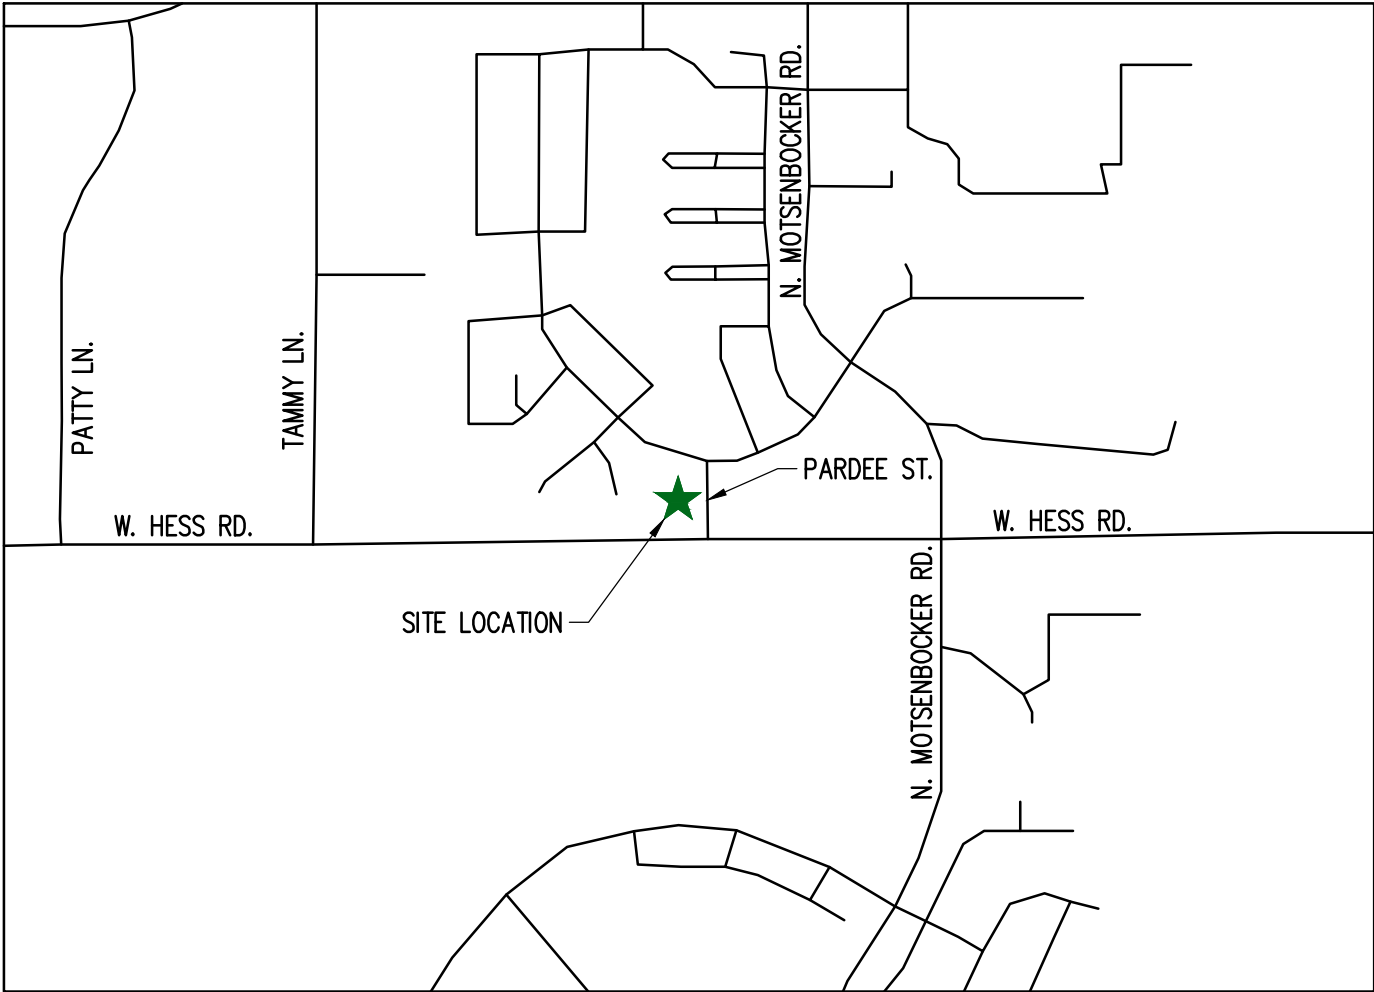 N. MOTSENBOCKER RD.
PATTY LN.
TAMMY LN.
PARDEE ST.
W. HESS RD.
W. HESS RD.
SITE LOCATION
N. MOTSENBOCKER RD.